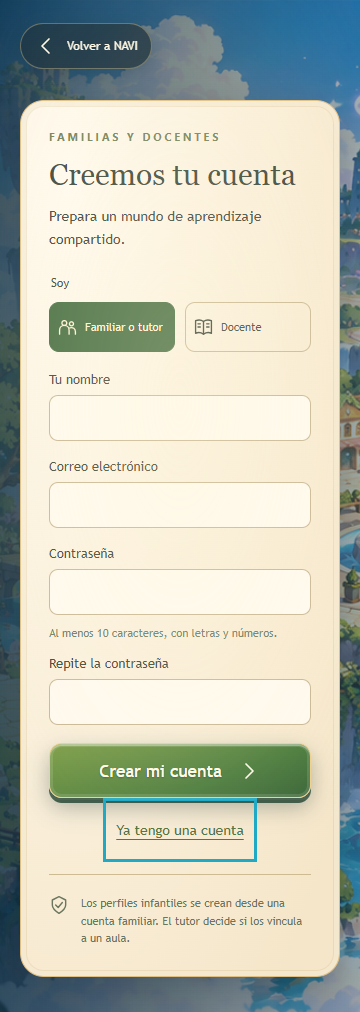 Volver a NAVI
FAMILIAS Y DOCENTES
Creemos tu cuenta
Prepara un mundo de aprendizaje
compartido.
Soy
Familiar o tutor
Docente
Tu nombre
Correo electrónico
Contraseña
Al menos 10 caracteres, con letras y números.
Repite la contraseña
Crear mi cuenta
Ya tengo una cuenta
Los perfiles infantiles se crean desde una
cuenta familiar. El tutor decide si los vincula
a un aula.